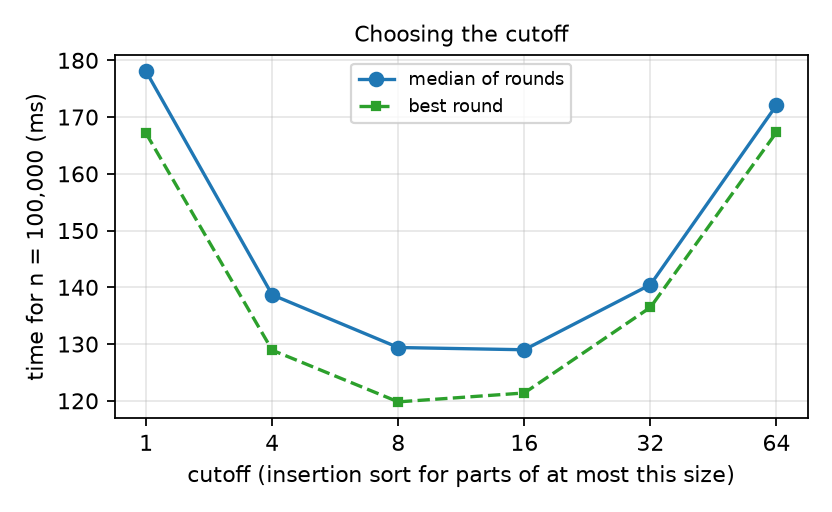 Choosing the cutoff
median of rounds
best round
time for n = 100,000 (ms)
180
170
160
150
140
130
120
1 4 8 16 32 64
cutoff (insertion sort for parts of at most this size)